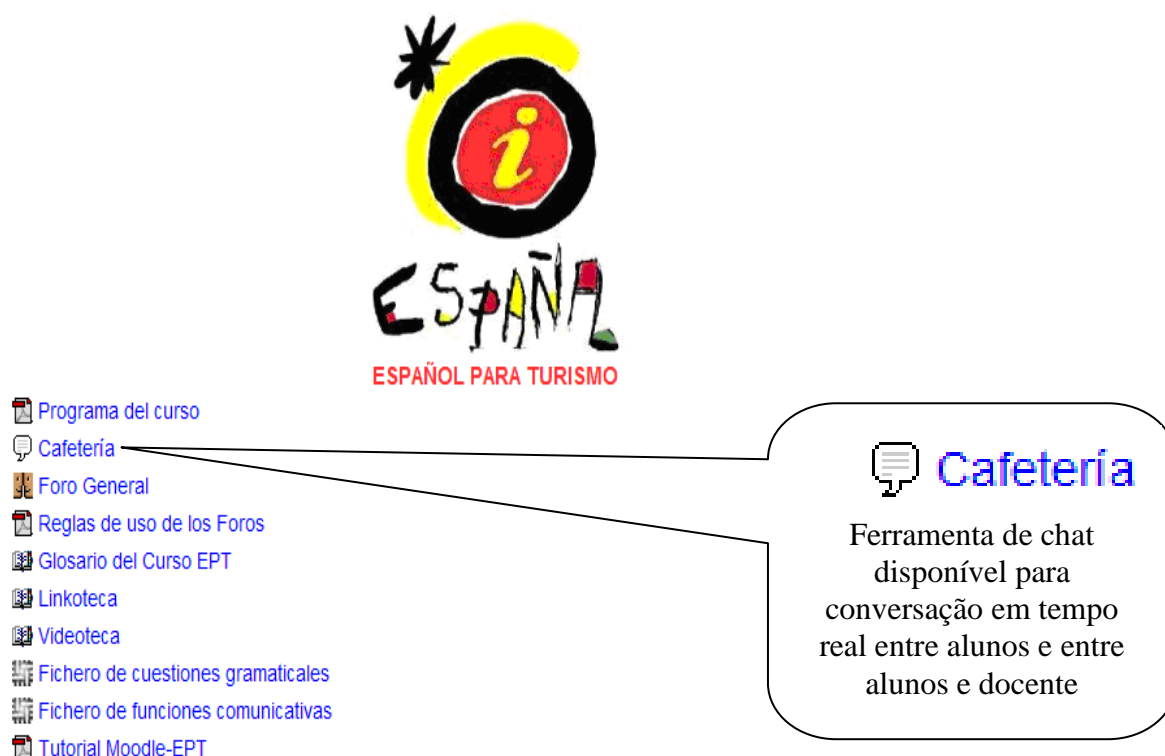 i
ESPAÑA
ESPAÑOL PARA TURISMO
Programa del curso
Cafetería
Foro General
Reglas de uso de los Foros
Glosario del Curso EPT
Linkoteca
Videoteca
Fichero de cuestiones gramaticales
Fichero de funciones comunicativas
Tutorial Moodle-EPT
Cafetería
Ferramenta de chat
disponível para
conversação em tempo
real entre alunos e entre
alunos e docente